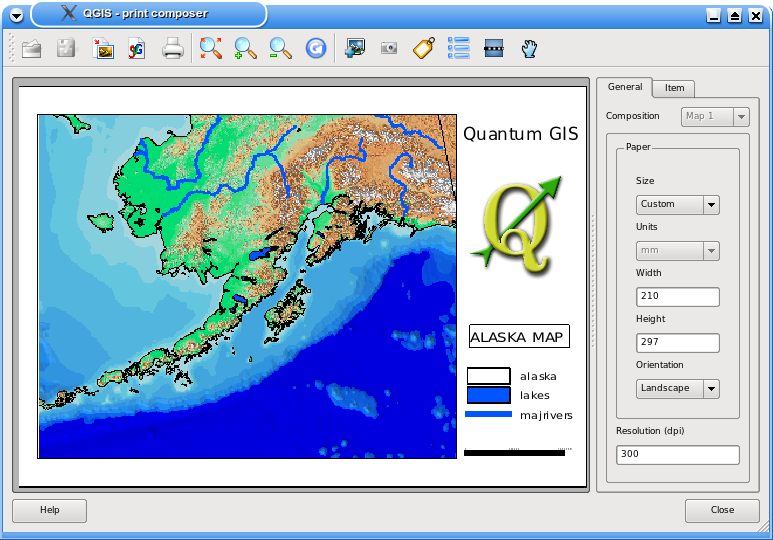 QGIS - print composer
General
Item
Composition
Map 1
Paper
Size
Custom
Units
mm
Width
210
Height
297
Orientation
Landscape
Resolution (dpi)
300
Quantum GIS
ALASKA MAP
alaska
lakes
majrivers
Help
Close